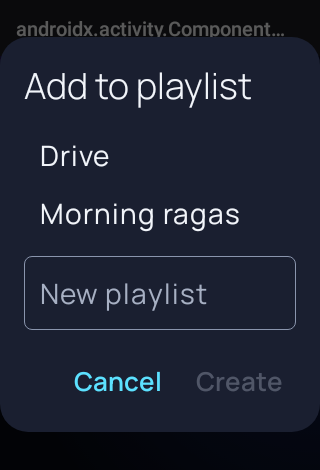 androidx.activity.Component…
Add to playlist
Drive
Morning ragas
New playlist
Cancel Create